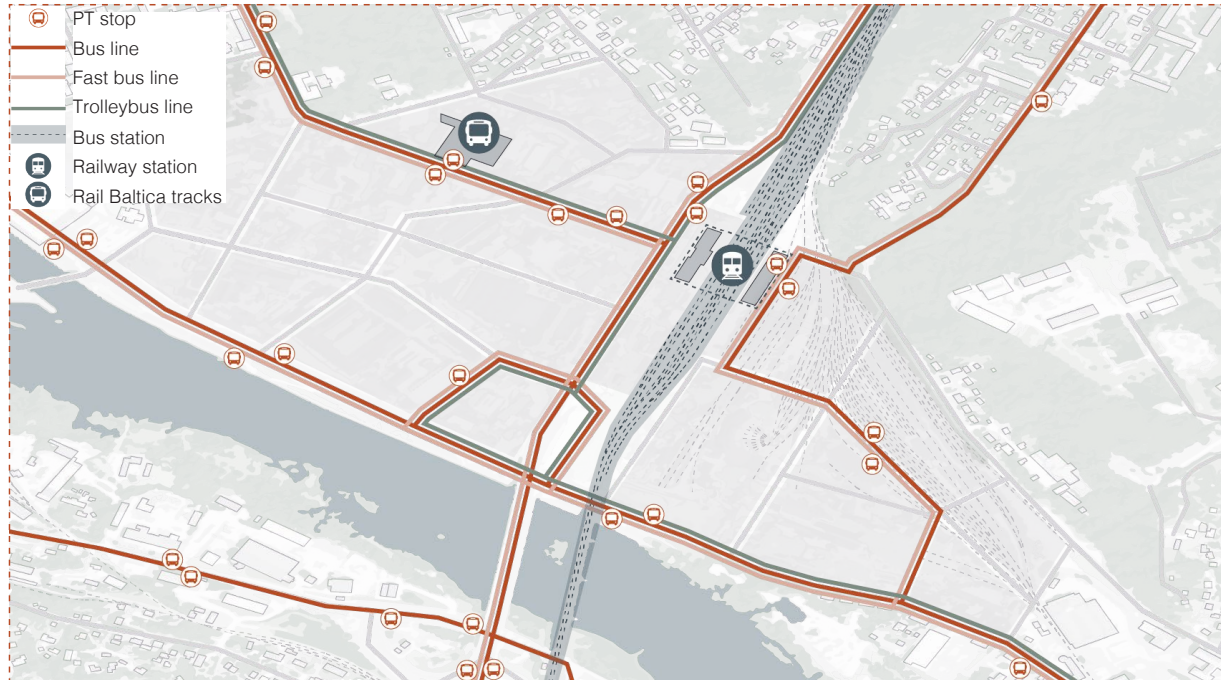 PT stop
Bus line
Fast bus line
Trolleybus line
Bus station
Railway station
Rail Baltica tracks